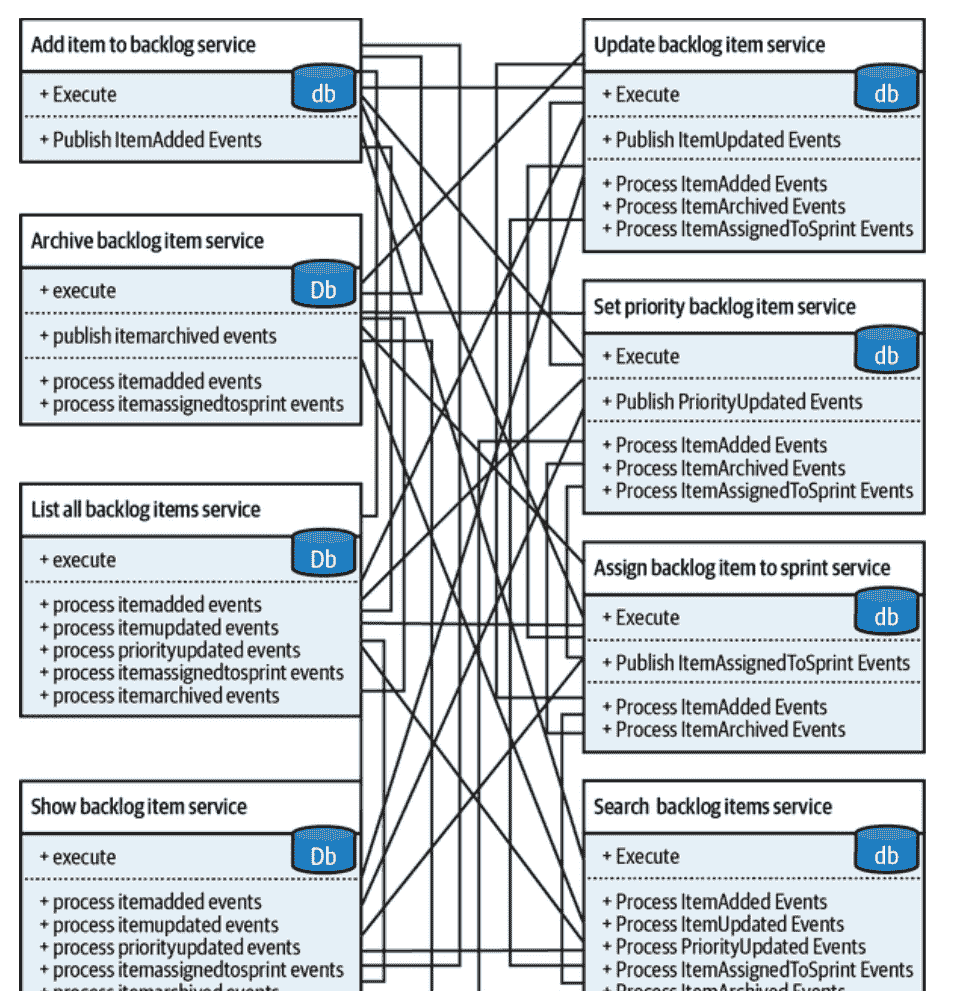 Add item to backlog service
db
+ Execute
+ Publish ItemAdded Events
Archive backlog item service
Db
+ execute
+ publish itemarchived events
+ process itemadded events
+ process itemassignedtosprint events
List all backlog items service
Db
+ execute
+ process itemadded events
+ process itemupdated events
+ process priorityupdated events
+ process itemassignedtosprint events
+ process itemarchived events
Show backlog item service
Db
+ execute
+ process itemadded events
+ process itemupdated events
+ process priorityupdated events
+ process itemassignedtosprint events
+ process itemarchived events
Update backlog item service
db
+ Execute
+ Publish ItemUpdated Events
+ Process ItemAdded Events
+ Process ItemArchived Events
+ Process ItemAssignedToSprint Events
Set priority backlog item service
db
+ Execute
+ Publish PriorityUpdated Events
+ Process ItemAdded Events
+ Process ItemArchived Events
+ Process ItemAssignedToSprint Events
Assign backlog item to sprint service
db
+ Execute
+ Publish ItemAssignedToSprint Events
+ Process ItemAdded Events
+ Process ItemArchived Events
Search backlog items service
db
+ Execute
+ Process ItemAdded Events
+ Process ItemUpdated Events
+ Process PriorityUpdated Events
+ Process ItemAssignedToSprint Events
+ Process ItemArchived Events